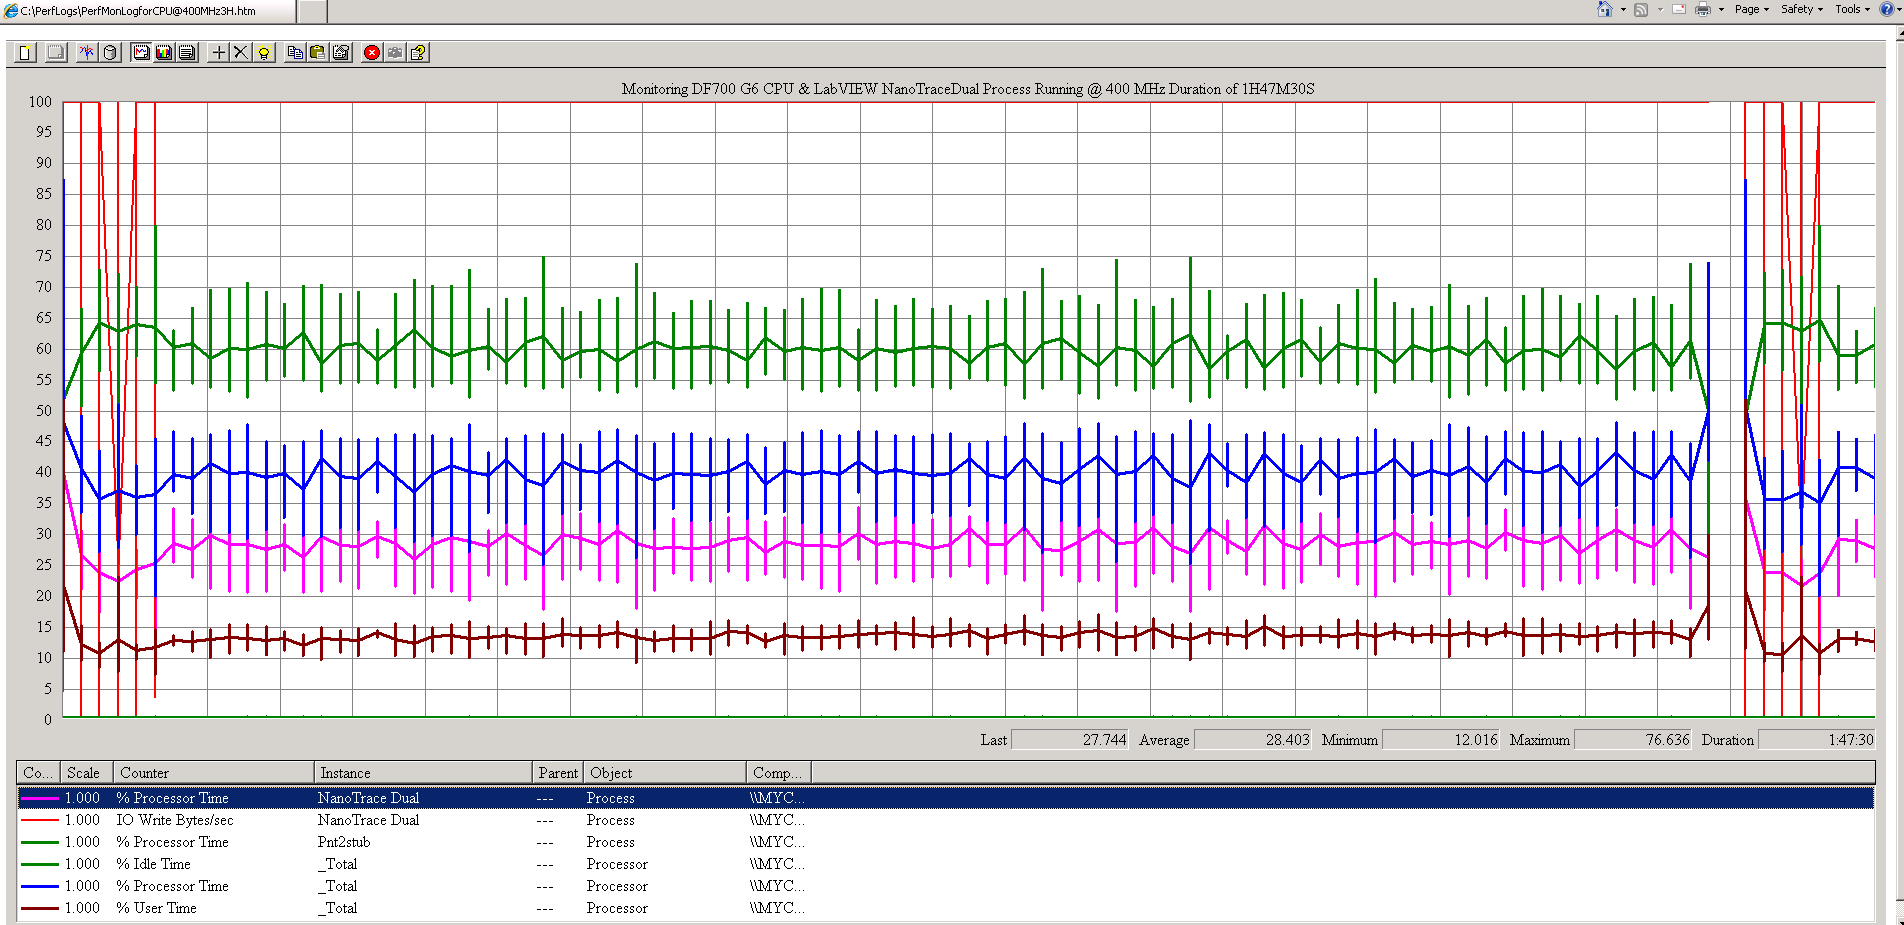 C:\PerfLogs\PerfMonLogforCPU@400MHz3H.htm
Page Safety Tools
Monitoring DF700 G6 CPU & LabVIEW NanoTraceDual Process Running @ 400 MHz Duration of 1H47M30S
100
95
90
85
80
75
70
65
60
55
50
45
40
35
30
25
20
15
10
5
0
Last 27.744 Average 28.403 Minimum 12.016 Maximum 76.636 Duration 1:47:30
Co... Scale Counter Instance Parent Object Comp...
1.000 % Processor Time NanoTrace Dual --- Process \\MYC...
1.000 IO Write Bytes/sec NanoTrace Dual --- Process \\MYC...
1.000 % Processor Time Pnt2stub --- Process \\MYC...
1.000 % Idle Time _Total --- Processor \\MYC...
1.000 % Processor Time _Total --- Processor \\MYC...
1.000 % User Time _Total --- Processor \\MYC...